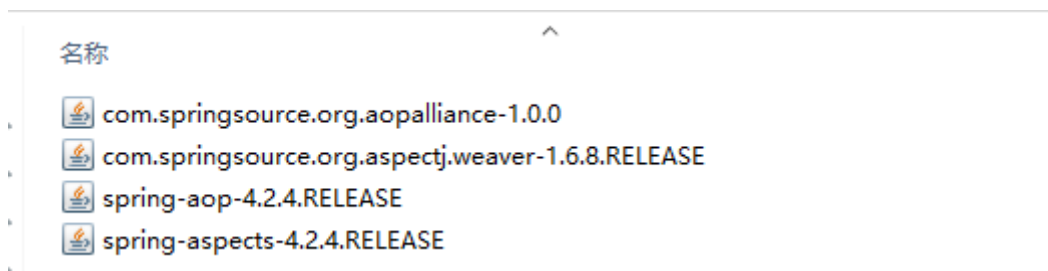 名称
com.springsource.org.aopalliance-1.0.0
com.springsource.org.aspectj.weaver-1.6.8.RELEASE
spring-aop-4.2.4.RELEASE
spring-aspects-4.2.4.RELEASE